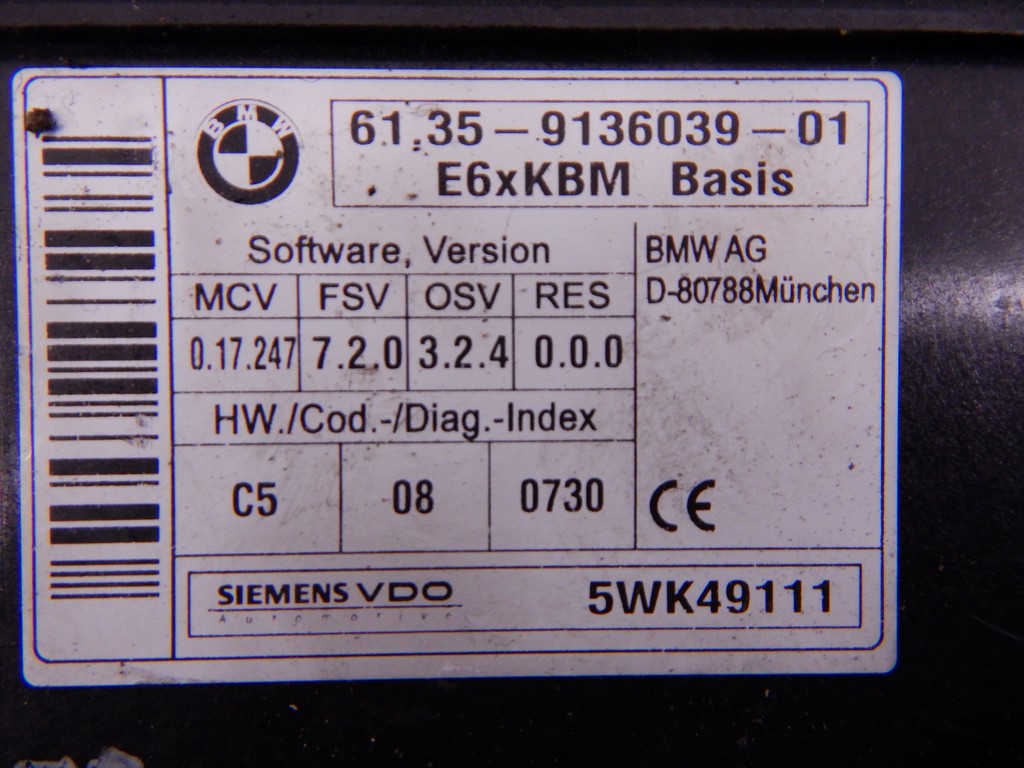 BMW
61.35-9136039-01
E6xKBM Basis
Software, Version
BMW AG
D-80788München
MCV FSV OSV RES
0.17.247 7.2.0 3.2.4 0.0.0
HW./Cod.-/Diag.-Index
C5 08 0730
CE
SIEMENS VDO
Automotive
5WK49111